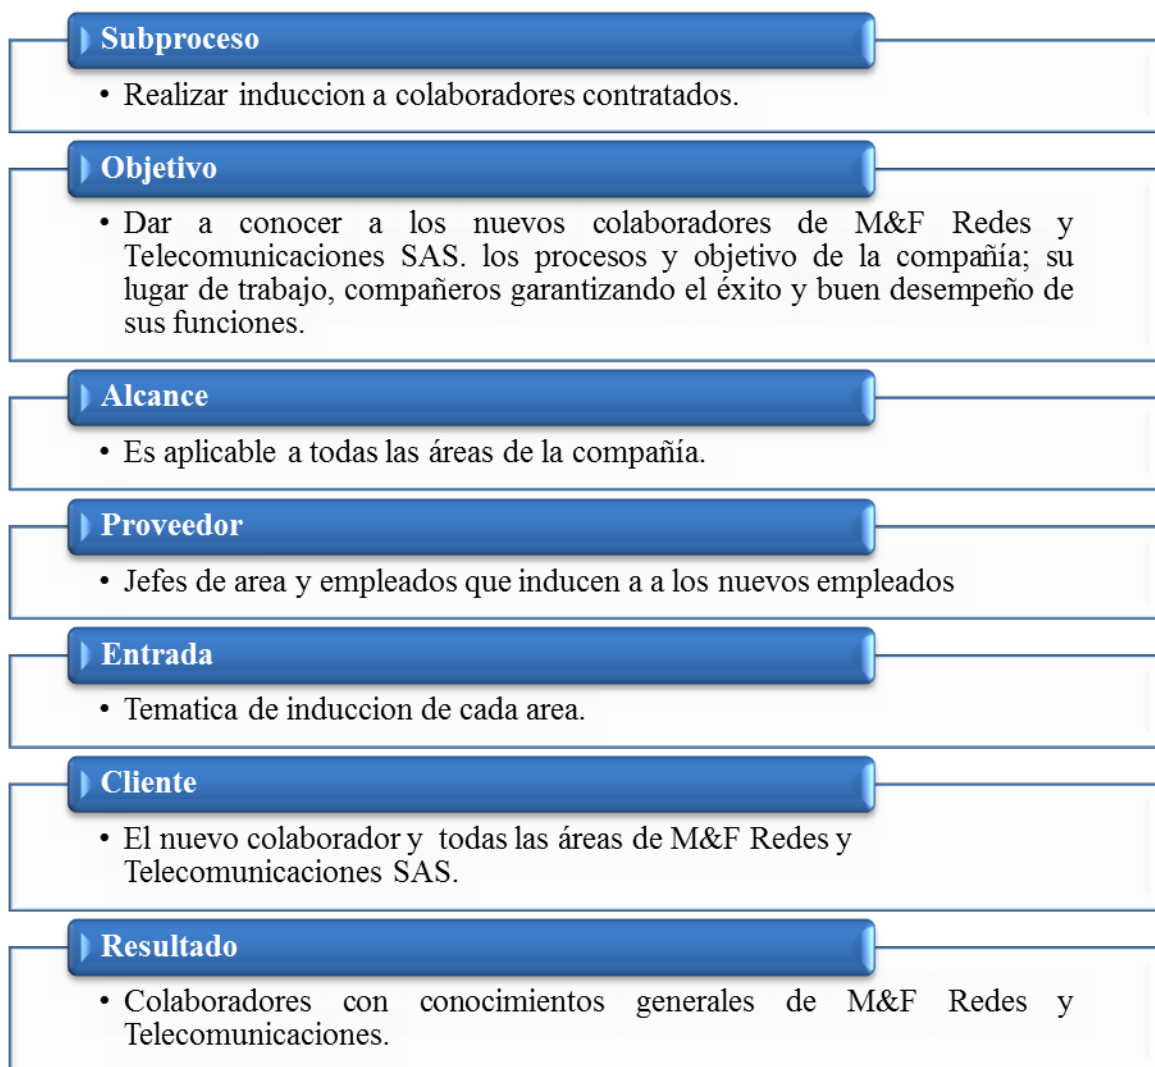 Subproceso
• Realizar induccion a colaboradores contratados.
Objetivo
• Dar a conocer a los nuevos colaboradores de M&F Redes y
Telecomunicaciones SAS. los procesos y objetivo de la compañía; su
lugar de trabajo, compañeros garantizando el éxito y buen desempeño de
sus funciones.
Alcance
• Es aplicable a todas las áreas de la compañía.
Proveedor
• Jefes de area y empleados que inducen a a los nuevos empleados
Entrada
• Tematica de induccion de cada area.
Cliente
• El nuevo colaborador y todas las áreas de M&F Redes y
Telecomunicaciones SAS.
Resultado
• Colaboradores con conocimientos generales de M&F Redes y
Telecomunicaciones.